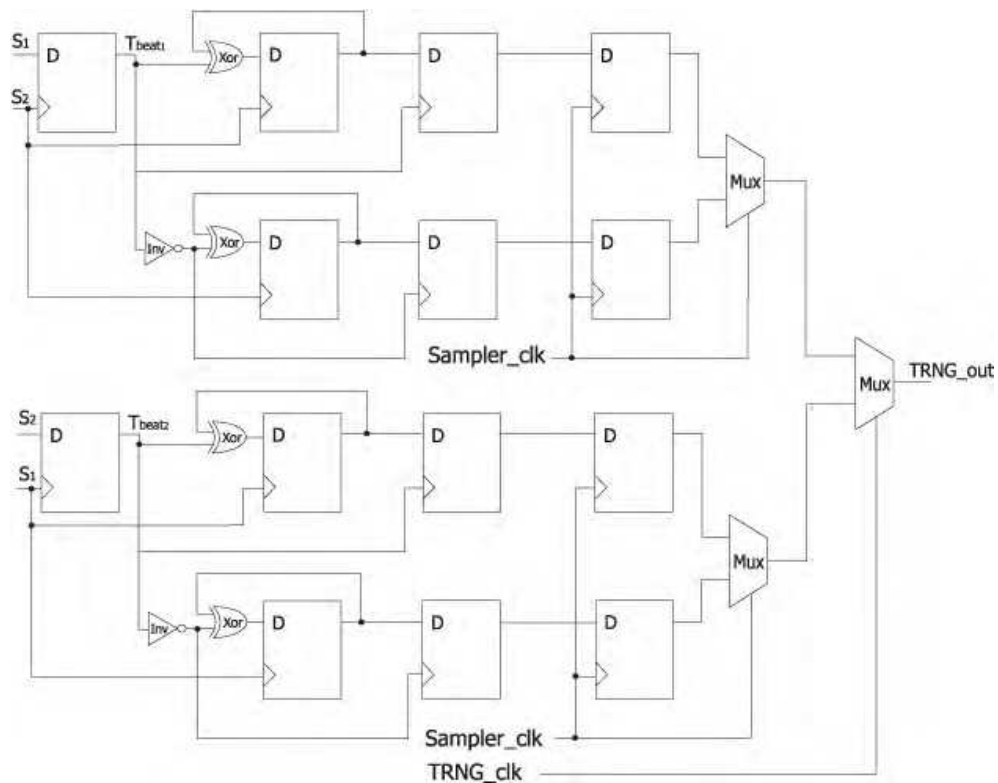 S1
D
Tbeat1
Xor
D
D
D
S2
Mux
Inv
Xor
D
D
D
Sampler_clk
TRNG_out
Mux
S2
D
Tbeat2
Xor
D
D
D
S1
Mux
Inv
Xor
D
D
D
Sampler_clk
TRNG_clk